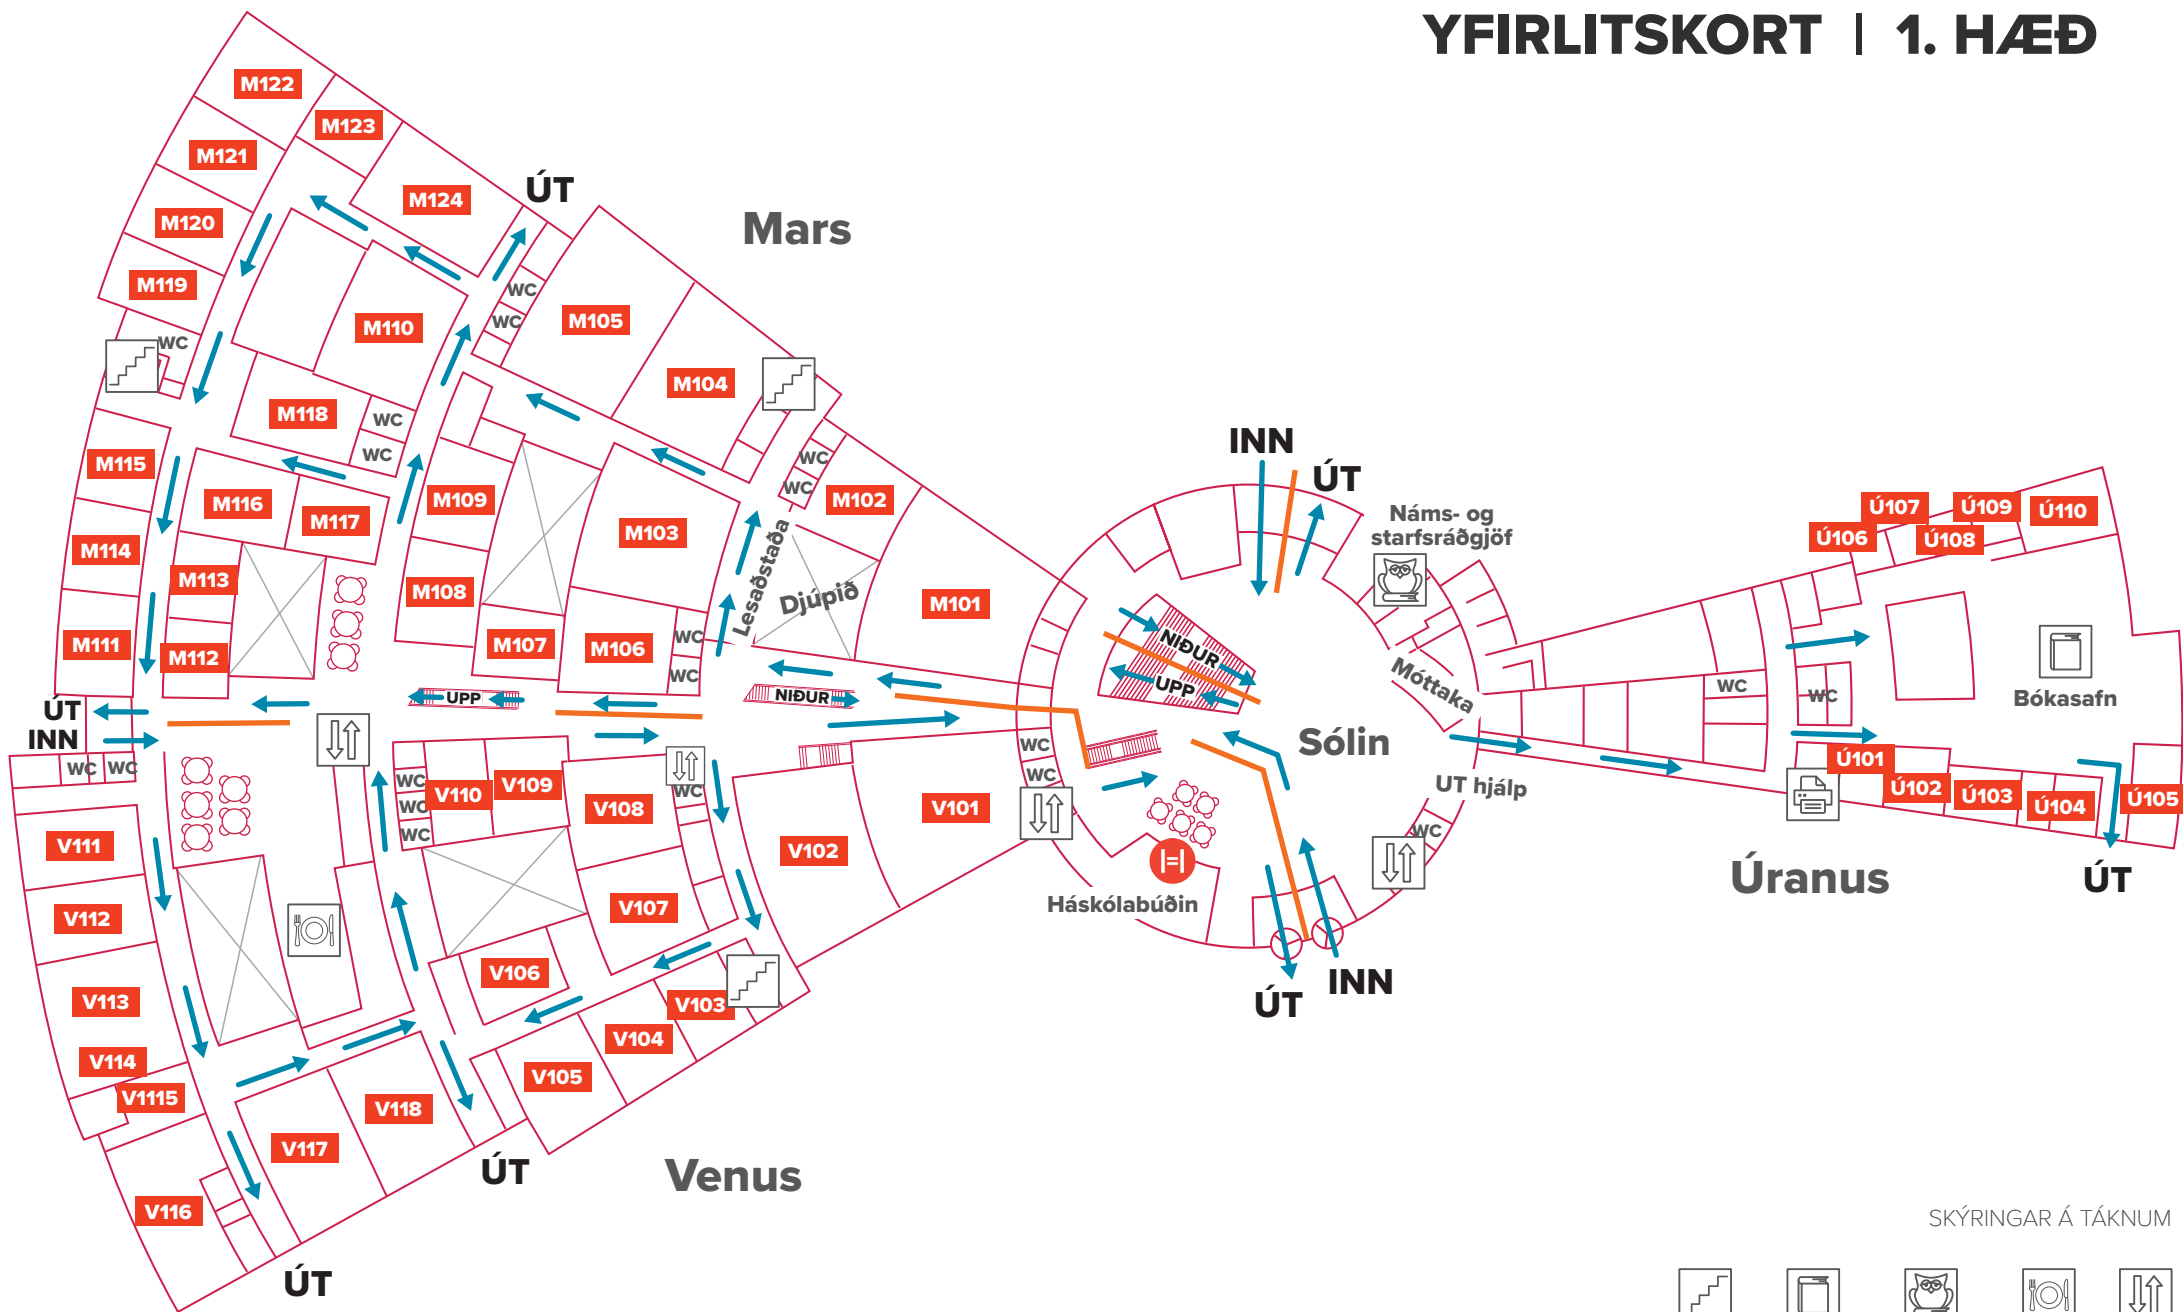 YFIRLITSKORT | 1. HÆÐ
M122
M123
M121
M124
ÚT
M120
Mars
M119
WC
M105
WC
M110
WC
M104
M118
WC
WC
INN
ÚT
M115
WC
WC
M102
M109
M116
M117
M103
Lesaðstaða
Náms- og
starfsráðgjöf
Ú107
Ú109
Ú110
Ú106
Ú108
M114
M113
M108
Djúpið
M101
M111
M112
M107
M106
WC
WC
NIÐUR
UPP
Móttaka
WC
WC
Bókasafn
ÚT
INN
UPP
NIÐUR
Sólin
WC
WC
WC
V110
V109
WC
WC
V108
WC
WC
WC
V101
UT hjálp
Ú101
Ú102
Ú103
Ú104
Ú105
V111
V102
WC
|=|
Háskólabúðin
Úranus
ÚT
V112
V107
V113
V106
V103
INN
ÚT
V104
V114
V105
V1115
V118
V117
ÚT
Venus
V116
ÚT
SKÝRINGAR Á TÁKNUM